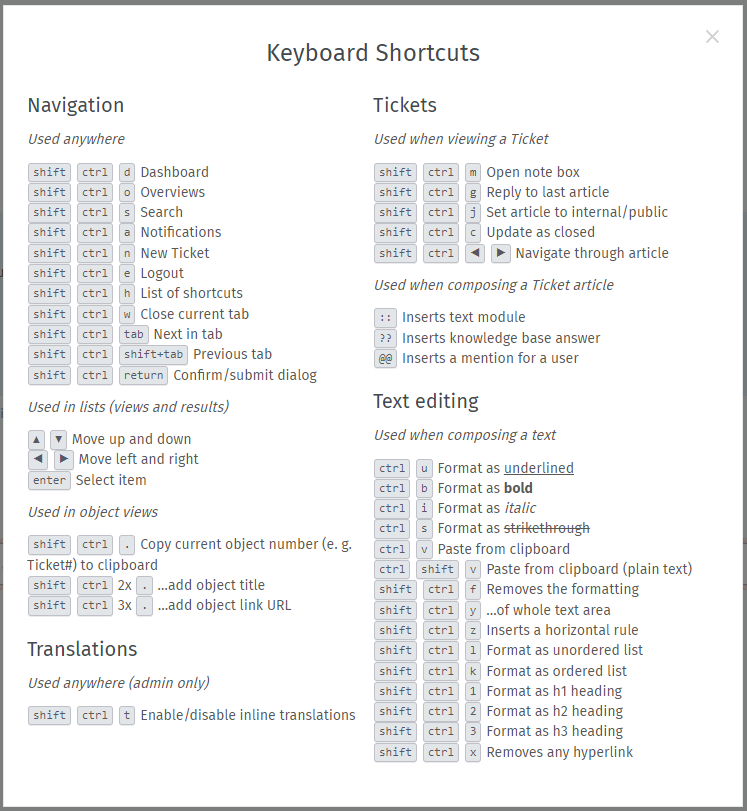 ×
Keyboard Shortcuts
Navigation
Used anywhere
shift ctrl d Dashboard
shift ctrl o Overviews
shift ctrl s Search
shift ctrl a Notifications
shift ctrl n New Ticket
shift ctrl e Logout
shift ctrl h List of shortcuts
shift ctrl w Close current tab
shift ctrl tab Next in tab
shift ctrl shift+tab Previous tab
shift ctrl return Confirm/submit dialog
Used in lists (views and results)
▲ ▼ Move up and down
◀ ▶ Move left and right
enter Select item
Used in object views
shift ctrl . Copy current object number (e. g.
Ticket#) to clipboard
shift ctrl 2x . ...add object title
shift ctrl 3x . ...add object link URL
Translations
Used anywhere (admin only)
shift ctrl t Enable/disable inline translations
Tickets
Used when viewing a Ticket
shift ctrl m Open note box
shift ctrl g Reply to last article
shift ctrl j Set article to internal/public
shift ctrl c Update as closed
shift ctrl ◀ ▶ Navigate through article
Used when composing a Ticket article
:: Inserts text module
?? Inserts knowledge base answer
@@ Inserts a mention for a user
Text editing
Used when composing a text
ctrl u Format as underlined
ctrl b Format as bold
ctrl i Format as italic
ctrl s Format as strikethrough
ctrl v Paste from clipboard
ctrl shift v Paste from clipboard (plain text)
shift ctrl f Removes the formatting
shift ctrl y ...of whole text area
shift ctrl z Inserts a horizontal rule
shift ctrl l Format as unordered list
shift ctrl k Format as ordered list
shift ctrl 1 Format as h1 heading
shift ctrl 2 Format as h2 heading
shift ctrl 3 Format as h3 heading
shift ctrl x Removes any hyperlink